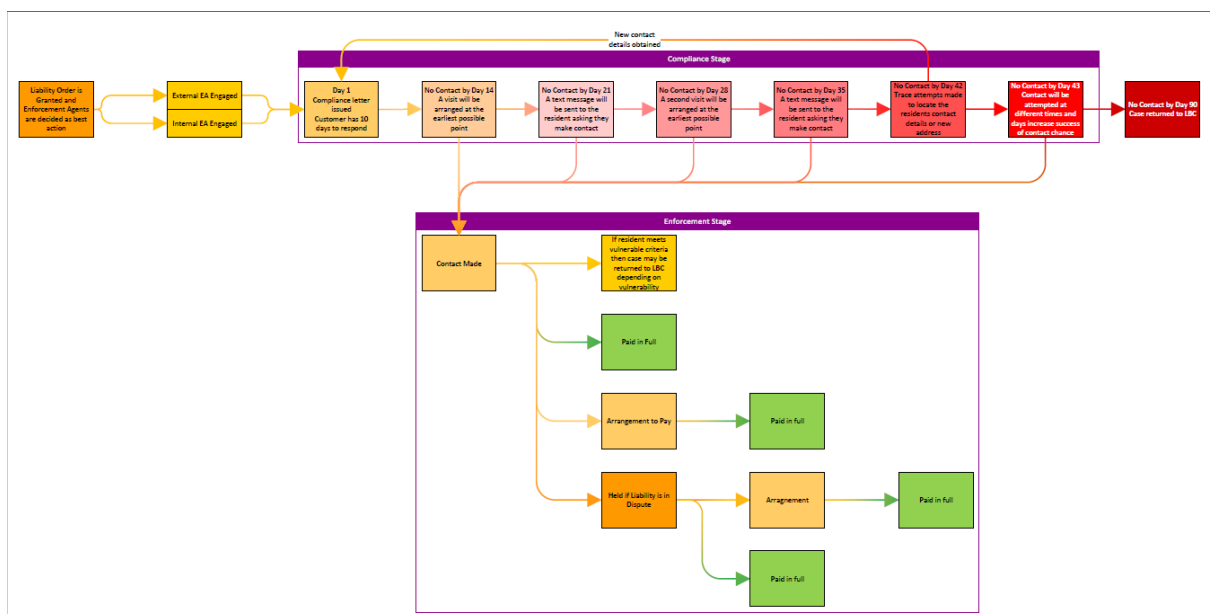 New contact
details obtained
Compliance Stage
Liability Order is
Granted and
Enforcement Agents
are decided as best
action
External EA Engaged
Internal EA Engaged
Day 1
Compliance letter
issued
Customer has 10
days to respond
No Contact by Day 14
A visit will be
arranged at the
earliest possible
point
No Contact by Day 21
A text message will
be sent to the
resident asking they
make contact
No Contact by Day 28
A second visit will be
arranged at the
earliest possible
point
No Contact by Day 35
A text message will
be sent to the
resident asking they
make contact
No Contact by Day 42
Trace attempts made
to locate the
residents contact
details or new
address
No Contact by Day 43
Contact will be
attempted at
different times and
days increase success
of contact chance
No Contact by Day 90
Case returned to LBC
Enforcement Stage
Contact Made
If resident meets
vulnerable criteria
then case may be
returned to LBC
depending on
vulnerability
Paid in Full
Arrangement to Pay
Paid in full
Held if Liability is in
Dispute
Arragnement
Paid in full
Paid in full